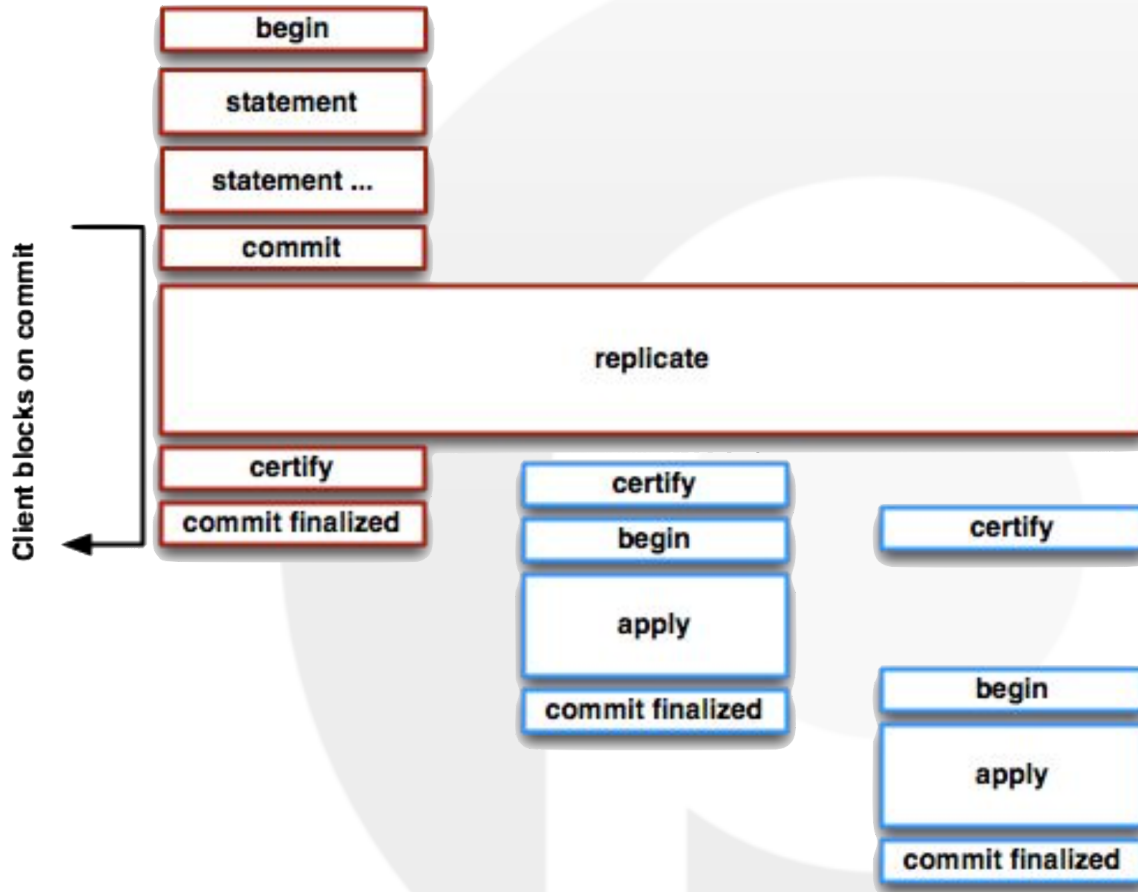 begin
statement
statement ...
commit
Client blocks on commit
replicate
certify
commit finalized
certify
begin
apply
commit finalized
certify
begin
apply
commit finalized